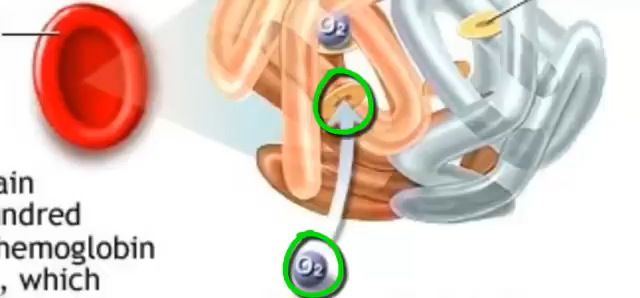 O2
ain
ndred
hemoglobin
, which
O2